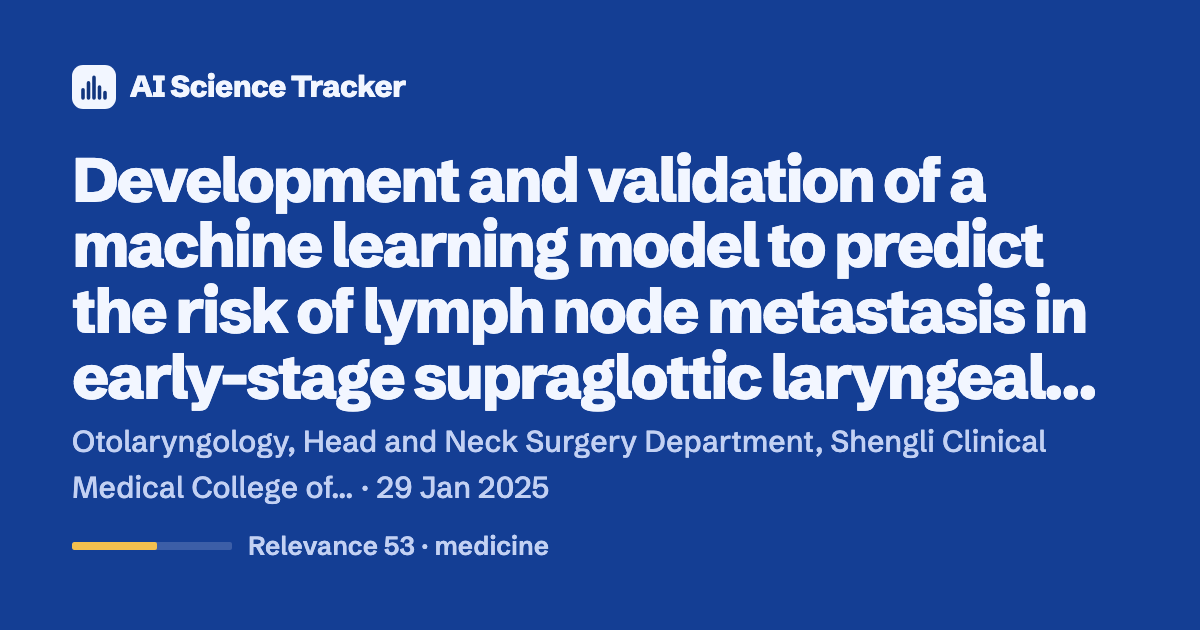 AI Science Tracker
Development and validation of a
machine learning model to predict
the risk of lymph node metastasis in
early-stage supraglottic laryngeal...
Otolaryngology, Head and Neck Surgery Department, Shengli Clinical
Medical College of... · 29 Jan 2025
Relevance 53 · medicine